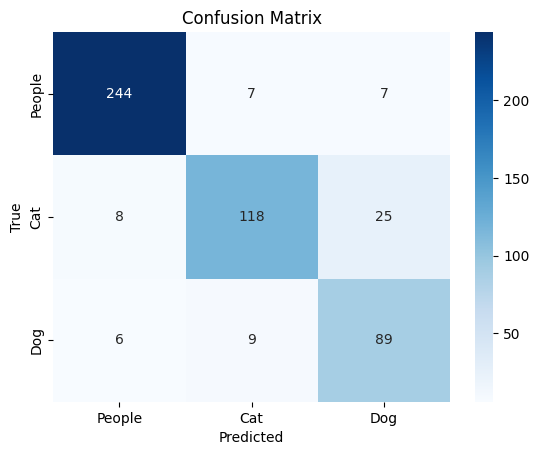 Confusion Matrix
People
Cat
Dog
True
244 7 7
8 118 25
6 9 89
People Cat Dog
Predicted
200
150
100
50